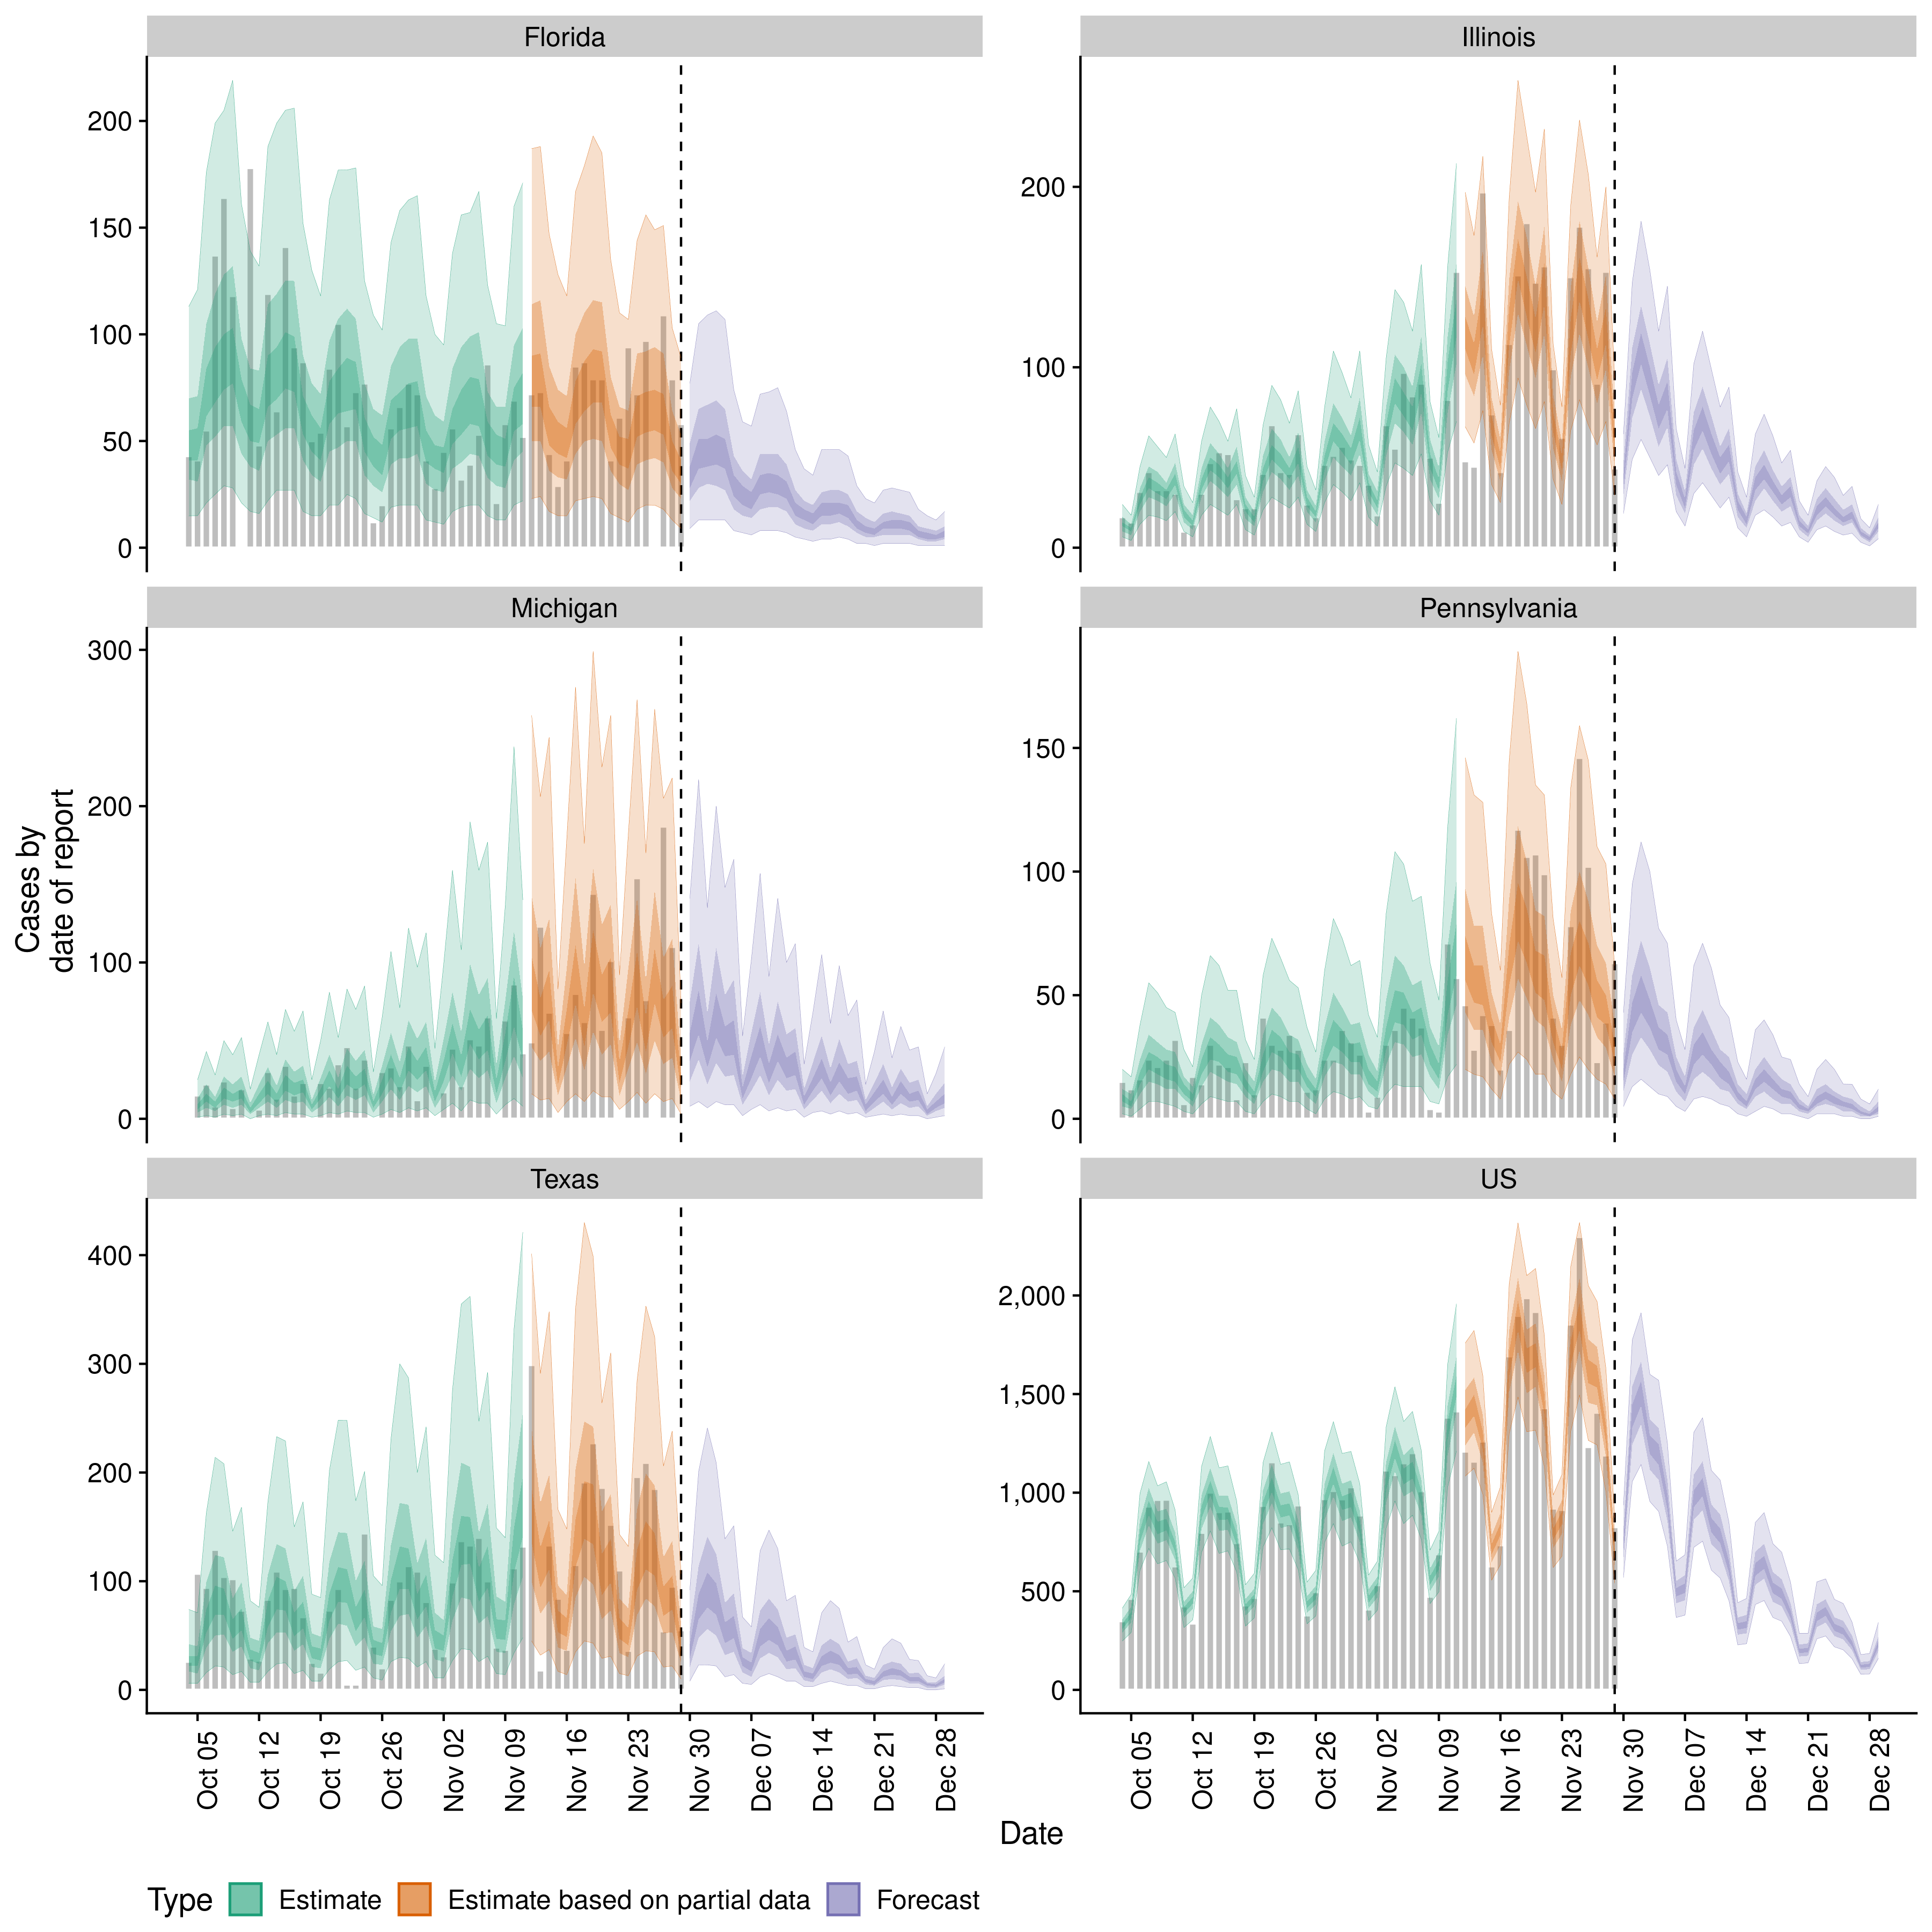 Florida
Illinois
200
150
100
50
0
200
100
0
Michigan
Pennsylvania
300
200
100
0
150
100
50
0
Cases by
date of report
Texas
US
400
300
200
100
0
2,000
1,500
1,000
500
0
Oct 05
Oct 12
Oct 19
Oct 26
Nov 02
Nov 09
Nov 16
Nov 23
Nov 30
Dec 07
Dec 14
Dec 21
Dec 28
Oct 05
Oct 12
Oct 19
Oct 26
Nov 02
Nov 09
Nov 16
Nov 23
Nov 30
Dec 07
Dec 14
Dec 21
Dec 28
Date
Type Estimate Estimate based on partial data Forecast